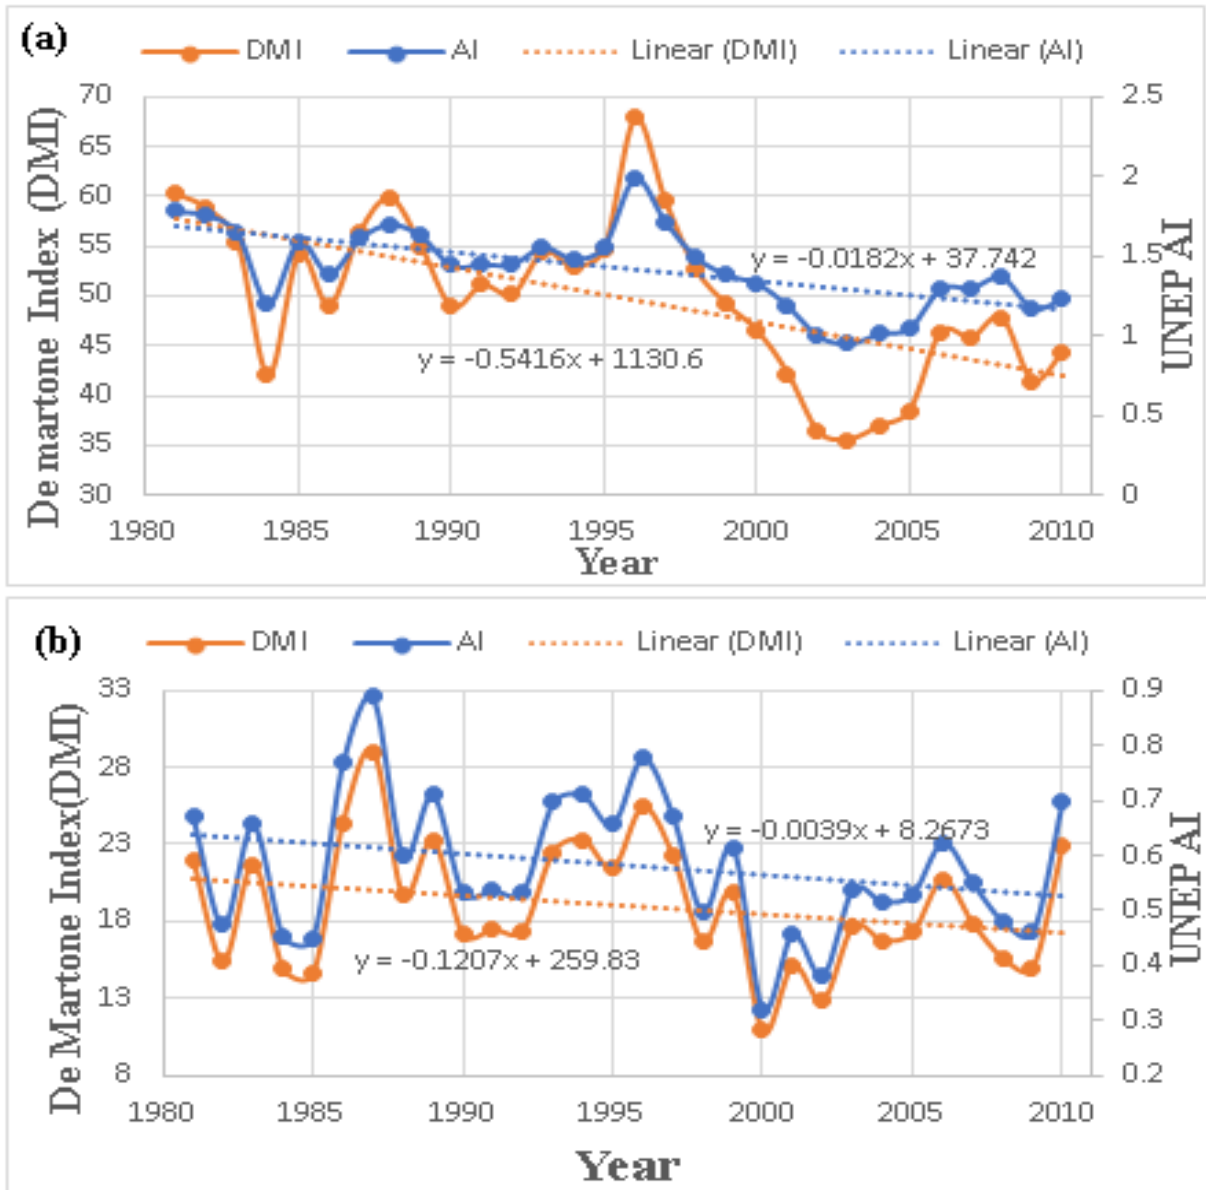 (a)
DMI AI Linear (DMI) Linear (AI)
De martone Index (DMI)
70
65
60
55
50
45
40
35
30
2.5
2
1.5
1
0.5
0
UNEP AI
y = -0.0182x + 37.742
y = -0.5416x + 1130.6
1980 1985 1990 1995 2000 2005 2010
Year
(b)
DMI AI Linear (DMI) Linear (AI)
De Martone Index(DMI)
33
28
23
18
13
8
0.9
0.8
0.7
0.6
0.5
0.4
0.3
0.2
UNEP AI
y = -0.0039x + 8.2673
y = -0.1207x + 259.83
1980 1985 1990 1995 2000 2005 2010
Year